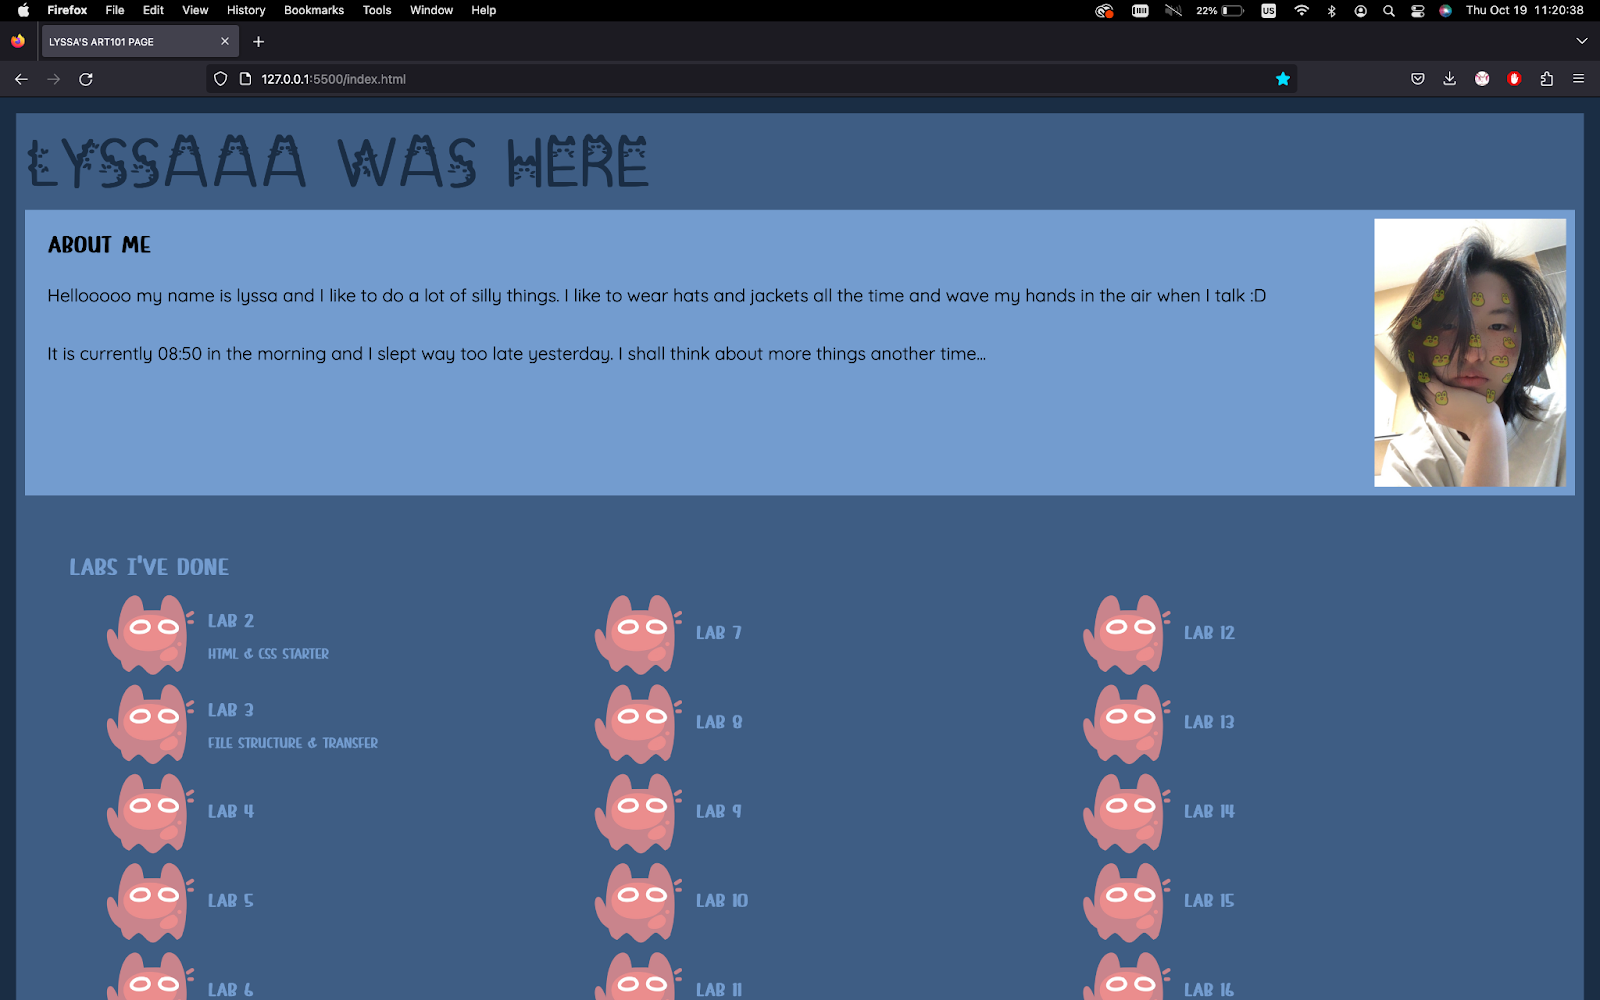 Firefox File Edit View History Bookmarks Tools Window Help 22% US Thu Oct 19 11:20:38
LYSSA'S ART101 PAGE
127.0.0.1:5500/index.html
LYSSAAA WAS HERE
ABOUT ME
Hellooooo my name is lyssa and I like to do a lot of silly things. I like to wear hats and jackets all the time and wave my hands in the air when I talk :D
It is currently 08:50 in the morning and I slept way too late yesterday. I shall think about more things another time...
LABS I'VE DONE
LAB 2
HTML & CSS STARTER
LAB 3
FILE STRUCTURE & TRANSFER
LAB 4
LAB 5
LAB 6
LAB 7
LAB 8
LAB 9
LAB 10
LAB 11
LAB 12
LAB 13
LAB 14
LAB 15
LAB 16